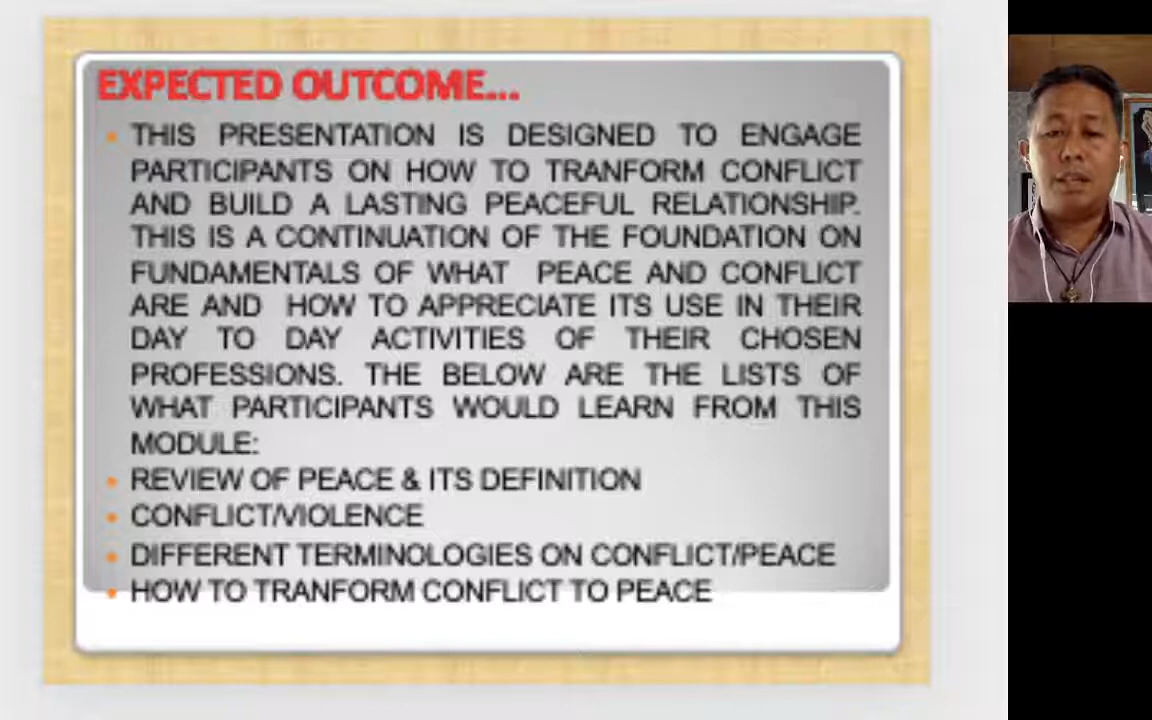 EXPECTED OUTCOME...
• THIS PRESENTATION IS DESIGNED TO ENGAGE
PARTICIPANTS ON HOW TO TRANFORM CONFLICT
AND BUILD A LASTING PEACEFUL RELATIONSHIP.
THIS IS A CONTINUATION OF THE FOUNDATION ON
FUNDAMENTALS OF WHAT PEACE AND CONFLICT
ARE AND HOW TO APPRECIATE ITS USE IN THEIR
DAY TO DAY ACTIVITIES OF THEIR CHOSEN
PROFESSIONS. THE BELOW ARE THE LISTS OF
WHAT PARTICIPANTS WOULD LEARN FROM THIS
MODULE:
• REVIEW OF PEACE & ITS DEFINITION
• CONFLICT/VIOLENCE
• DIFFERENT TERMINOLOGIES ON CONFLICT/PEACE
• HOW TO TRANFORM CONFLICT TO PEACE